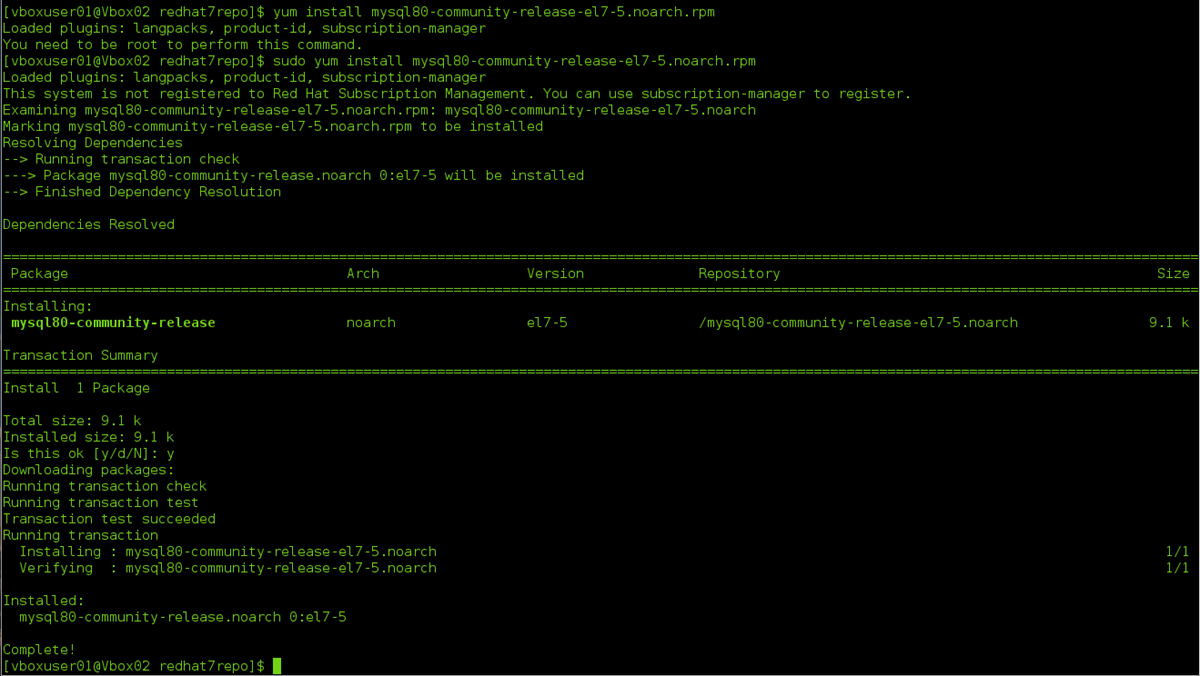 [vboxuser01@Vbox02 redhat7repo]$ yum install mysql80-community-release-el7-5.noarch.rpm
Loaded plugins: langpacks, product-id, subscription-manager
You need to be root to perform this command.
[vboxuser01@Vbox02 redhat7repo]$ sudo yum install mysql80-community-release-el7-5.noarch.rpm
Loaded plugins: langpacks, product-id, subscription-manager
This system is not registered to Red Hat Subscription Management. You can use subscription-manager to register.
Examining mysql80-community-release-el7-5.noarch.rpm: mysql80-community-release-el7-5.noarch
Marking mysql80-community-release-el7-5.noarch.rpm to be installed
Resolving Dependencies
--> Running transaction check
---> Package mysql80-community-release.noarch 0:el7-5 will be installed
--> Finished Dependency Resolution
Dependencies Resolved
Package Arch Version Repository Size
Installing:
mysql80-community-release noarch el7-5 /mysql80-community-release-el7-5.noarch 9.1 k
Transaction Summary
Install 1 Package
Total size: 9.1 k
Installed size: 9.1 k
Is this ok [y/d/N]: y
Downloading packages:
Running transaction check
Running transaction test
Transaction test succeeded
Running transaction
Installing : mysql80-community-release-el7-5.noarch 1/1
Verifying : mysql80-community-release-el7-5.noarch 1/1
Installed:
mysql80-community-release.noarch 0:el7-5
Complete!
[vboxuser01@Vbox02 redhat7repo]$